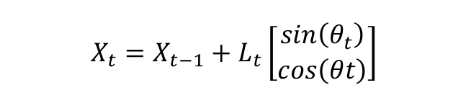 X_t = X_{t-1} + L_t [sin(θ_t)
cos(θt)]